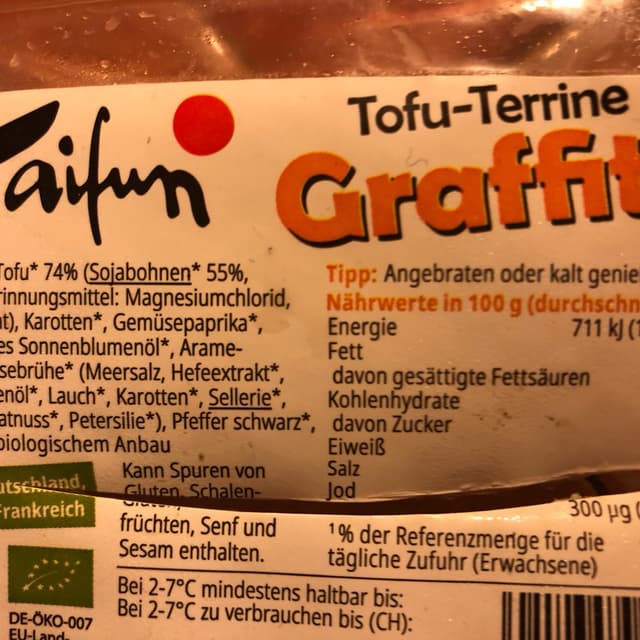 Taifun
Tofu-Terrine
Graffit
Tofu* 74% (Sojabohnen* 55%,
rinnungsmittel: Magnesiumchlorid,
at), Karotten*, Gemüsepaprika*,
es Sonnenblumenöl*, Arame-
sebrühe* (Meersalz, Hefeextrakt*,
enöl*, Lauch*, Karotten*, Sellerie*,
atnuss*, Petersilie*), Pfeffer schwarz*,
biologischem Anbau
Tipp: Angebraten oder kalt genie
Nährwerte in 100 g (durchschn
Energie 711 kJ (1
Fett
davon gesättigte Fettsäuren
Kohlenhydrate
davon Zucker
Eiweiß
Salz
Jod
300 µg (
utschland,
Frankreich
Kann Spuren von
Gluten, Schalen-
früchten, Senf und
Sesam enthalten.
¹% der Referenzmenge für die
tägliche Zufuhr (Erwachsene)
Bei 2-7°C mindestens haltbar bis:
Bei 2-7°C zu verbrauchen bis (CH):
DE-ÖKO-007
EU-Land-